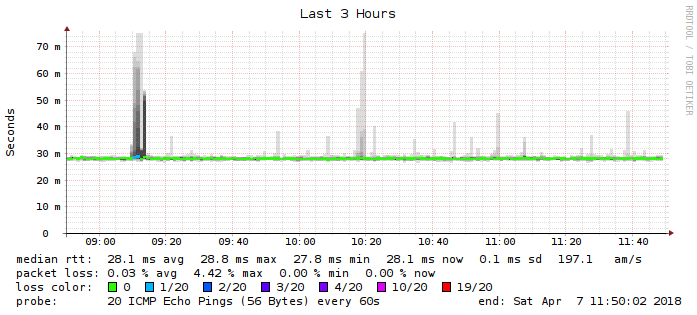 Last 3 Hours
RRDTOOL / TOBI OETIKER
Seconds
70 m
60 m
50 m
40 m
30 m
20 m
10 m
0
09:00 09:20 09:40 10:00 10:20 10:40 11:00 11:20 11:40
median rtt: 28.1 ms avg 28.8 ms max 27.8 ms min 28.1 ms now 0.1 ms sd 197.1 am/s
packet loss: 0.03 % avg 4.42 % max 0.00 % min 0.00 % now
loss color: 0 1/20 2/20 3/20 4/20 10/20 19/20
probe: 20 ICMP Echo Pings (56 Bytes) every 60s end: Sat Apr 7 11:50:02 2018